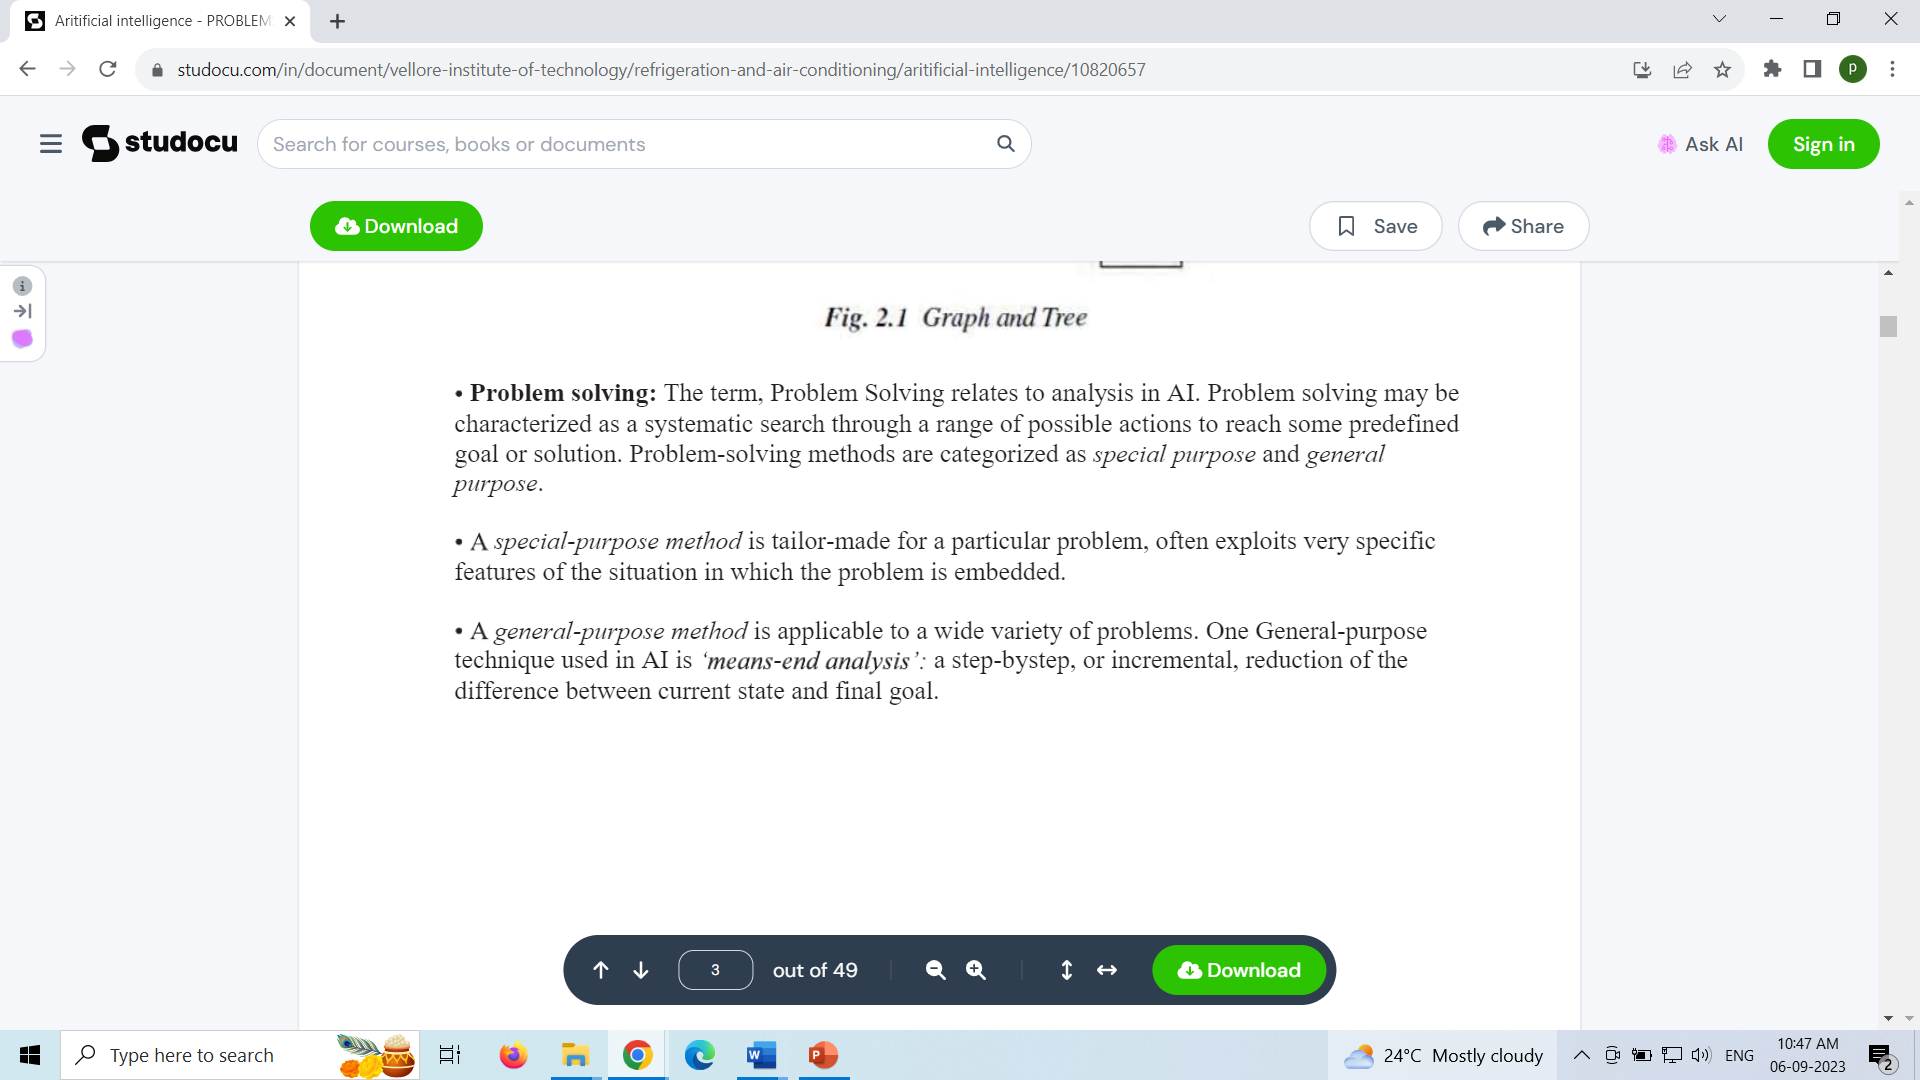 Aritificial intelligence - PROBLEM
studocu.com/in/document/vellore-institute-of-technology/refrigeration-and-air-conditioning/aritificial-intelligence/10820657
p
studocu
Search for courses, books or documents
Ask AI
Sign in
Download
Save
Share
Fig. 2.1 Graph and Tree
• Problem solving: The term, Problem Solving relates to analysis in AI. Problem solving may be
characterized as a systematic search through a range of possible actions to reach some predefined
goal or solution. Problem-solving methods are categorized as special purpose and general
purpose.
• A special-purpose method is tailor-made for a particular problem, often exploits very specific
features of the situation in which the problem is embedded.
• A general-purpose method is applicable to a wide variety of problems. One General-purpose
technique used in AI is ‘means-end analysis’: a step-bystep, or incremental, reduction of the
difference between current state and final goal.
3 out of 49
Download
Type here to search
24°C Mostly cloudy
ENG
10:47 AM
06-09-2023
2